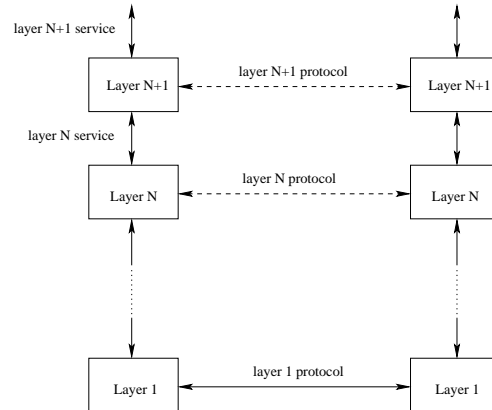 layer N+1 service
layer N+1 protocol
Layer N+1
Layer N+1
layer N service
layer N protocol
Layer N
Layer N
layer 1 protocol
Layer 1
Layer 1